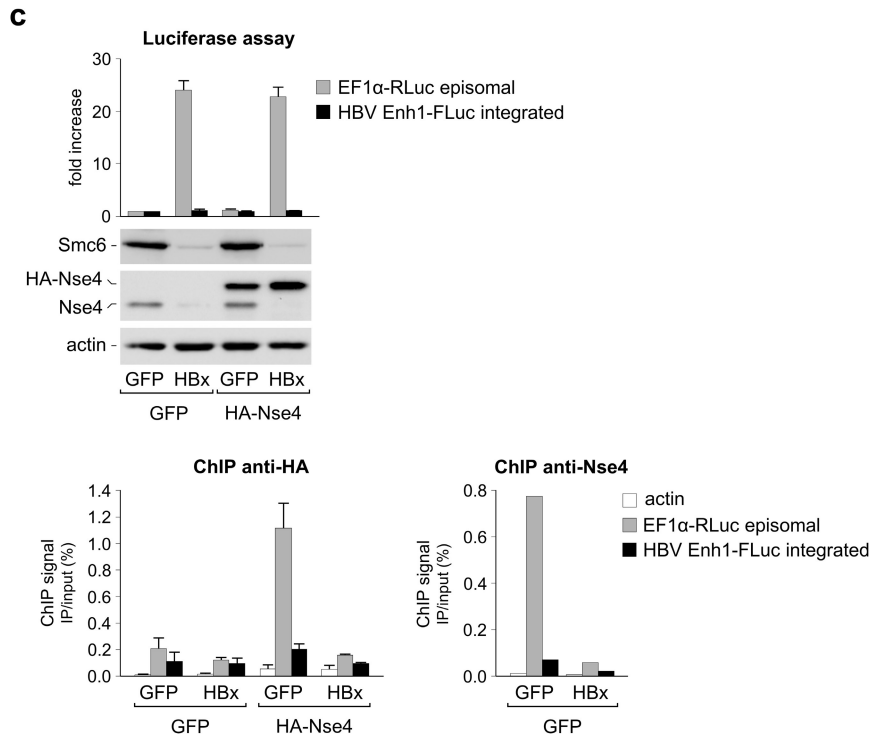 c
Luciferase assay
30
20
10
0
fold increase
EF1α-RLuc episomal
HBV Enh1-FLuc integrated
Smc6
HA-Nse4
Nse4
actin
GFP HBx GFP HBx
GFP HA-Nse4
ChIP anti-HA
1.4
1.2
1.0
0.8
0.6
0.4
0.2
0.0
ChIP signal
IP/input (%)
GFP HBx GFP HBx
GFP HA-Nse4
ChIP anti-Nse4
0.8
0.6
0.4
0.2
0.0
ChIP signal
IP/input (%)
actin
EF1α-RLuc episomal
HBV Enh1-FLuc integrated
GFP HBx
GFP